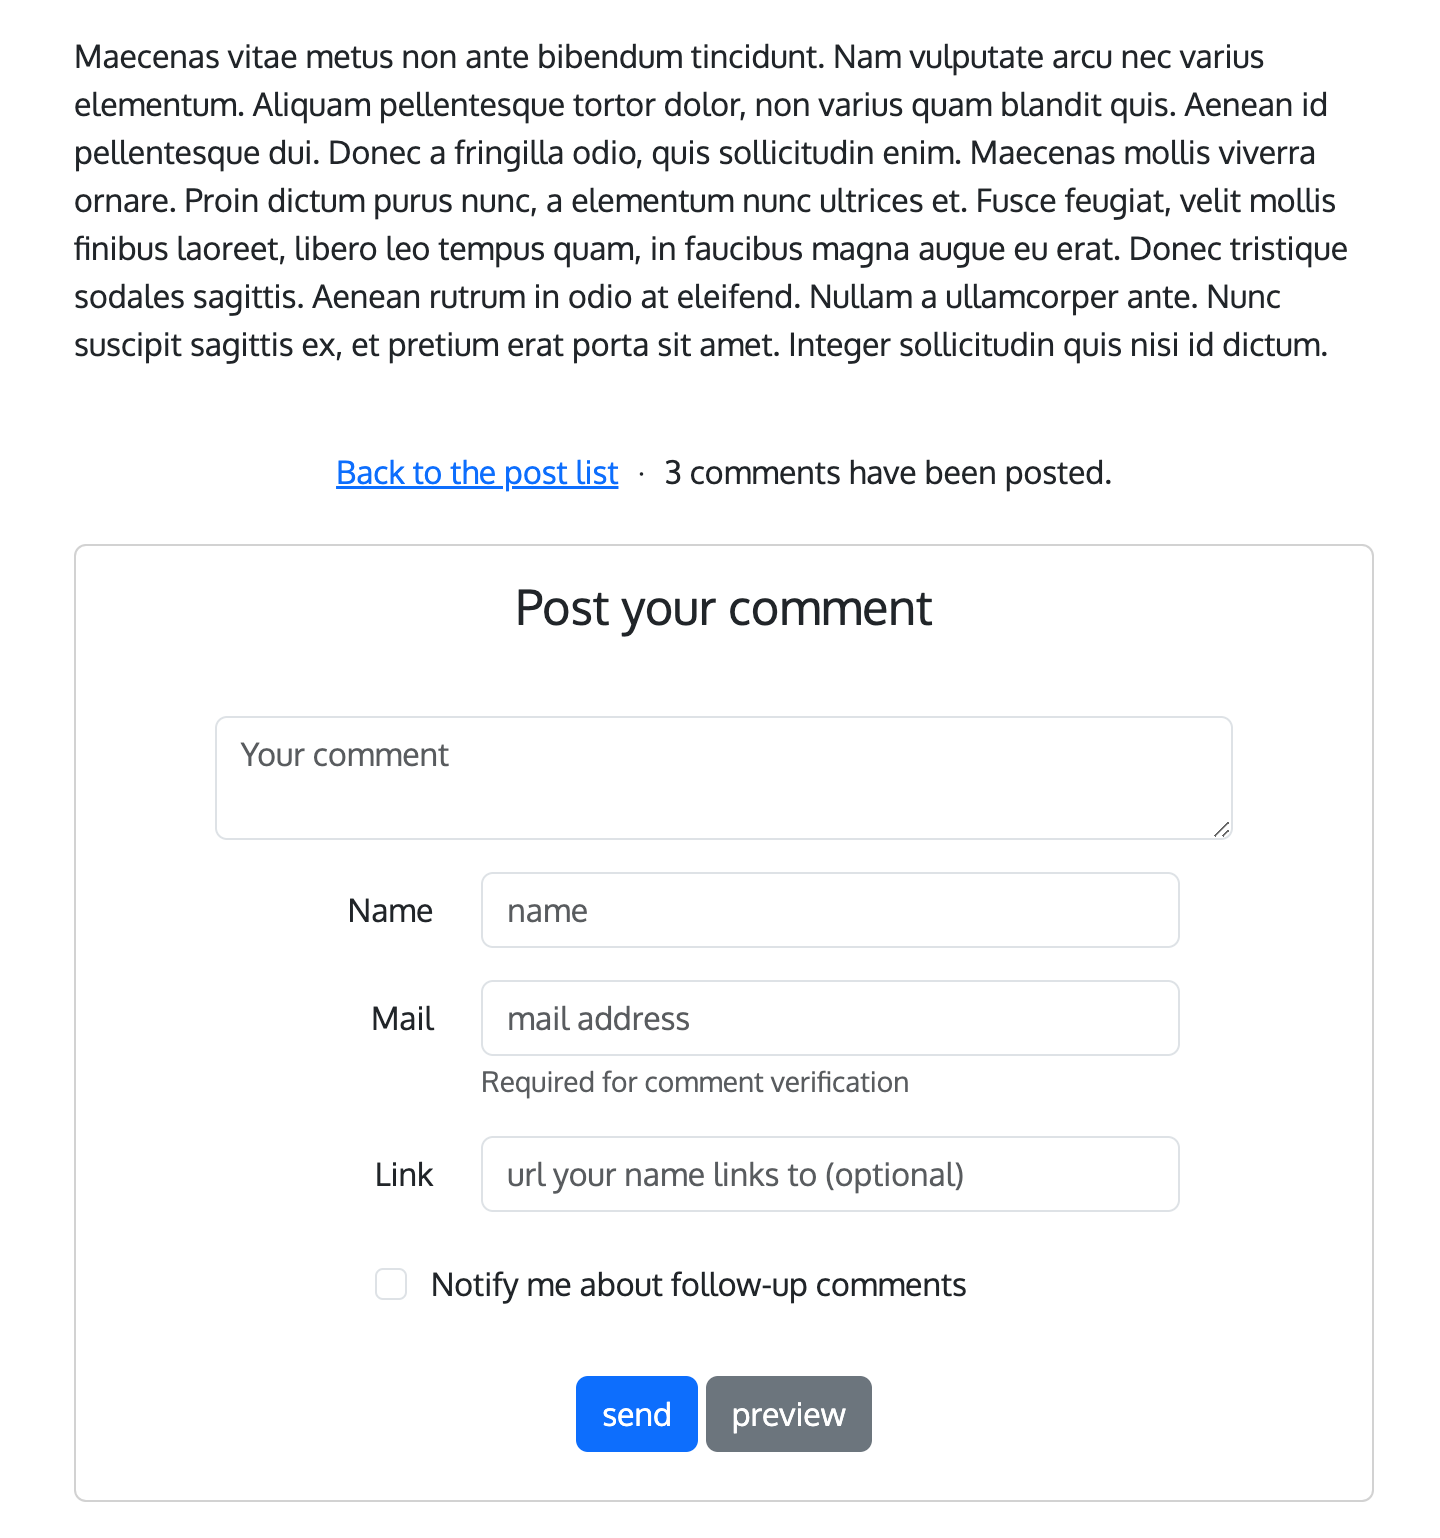 Maecenas vitae metus non ante bibendum tincidunt. Nam vulputate arcu nec varius
elementum. Aliquam pellentesque tortor dolor, non varius quam blandit quis. Aenean id
pellentesque dui. Donec a fringilla odio, quis sollicitudin enim. Maecenas mollis viverra
ornare. Proin dictum purus nunc, a elementum nunc ultrices et. Fusce feugiat, velit mollis
finibus laoreet, libero leo tempus quam, in faucibus magna augue eu erat. Donec tristique
sodales sagittis. Aenean rutrum in odio at eleifend. Nullam a ullamcorper ante. Nunc
suscipit sagittis ex, et pretium erat porta sit amet. Integer sollicitudin quis nisi id dictum.
Back to the post list · 3 comments have been posted.
Post your comment
Your comment
Name name
Mail mail address
Required for comment verification
Link url your name links to (optional)
Notify me about follow-up comments
send preview